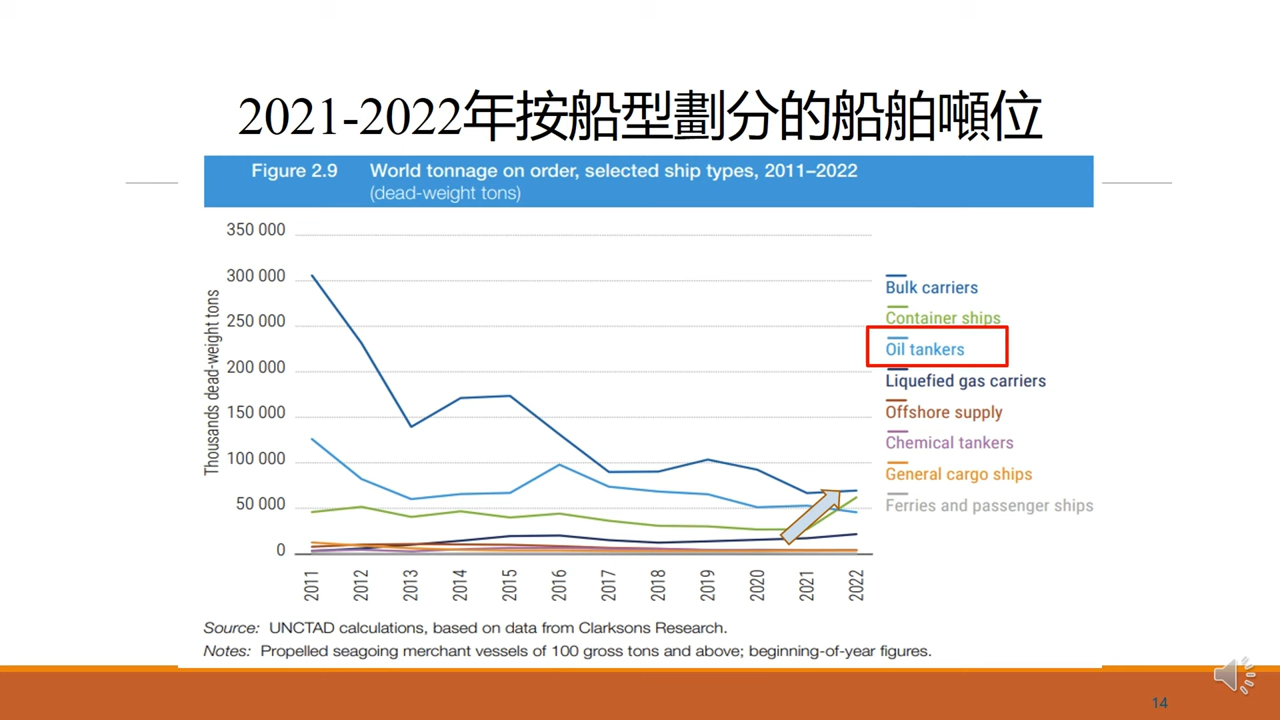 2021-2022年按船型劃分的船舶噸位
Figure 2.9 World tonnage on order, selected ship types, 2011–2022
(dead-weight tons)
Thousands dead-weight tons
350 000
300 000
250 000
200 000
150 000
100 000
50 000
0
2011 2012 2013 2014 2015 2016 2017 2018 2019 2020 2021 2022
Bulk carriers
Container ships
Oil tankers
Liquefied gas carriers
Offshore supply
Chemical tankers
General cargo ships
Ferries and passenger ships
Source: UNCTAD calculations, based on data from Clarksons Research.
Notes: Propelled seagoing merchant vessels of 100 gross tons and above; beginning-of-year figures.
14